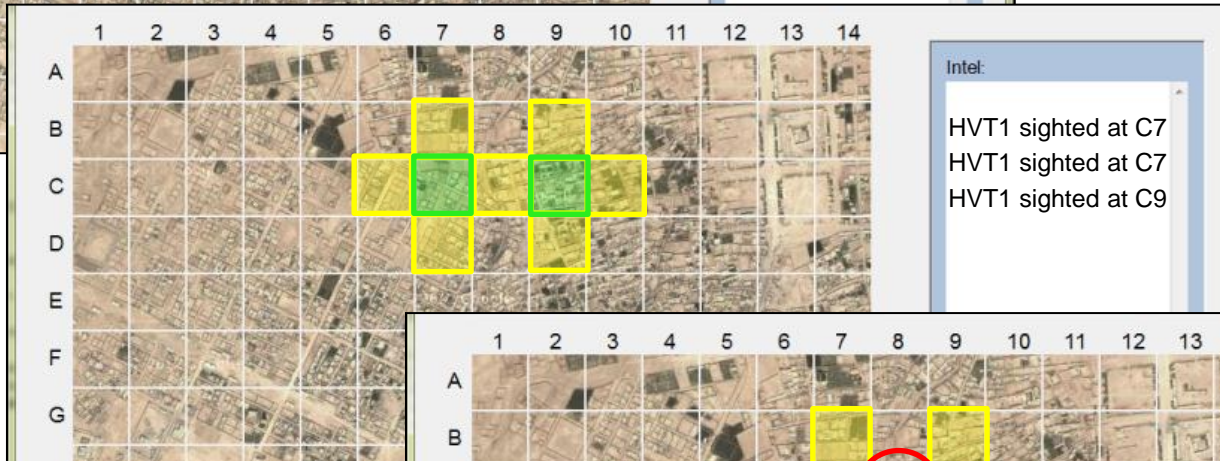 1 2 3 4 5 6 7 8 9 10 11 12 13 14
A
B
C
D
E
F
G
Intel:
HVT1 sighted at C7
HVT1 sighted at C7
HVT1 sighted at C9
1 2 3 4 5 6 7 8 9 10 11 12 13
A
B